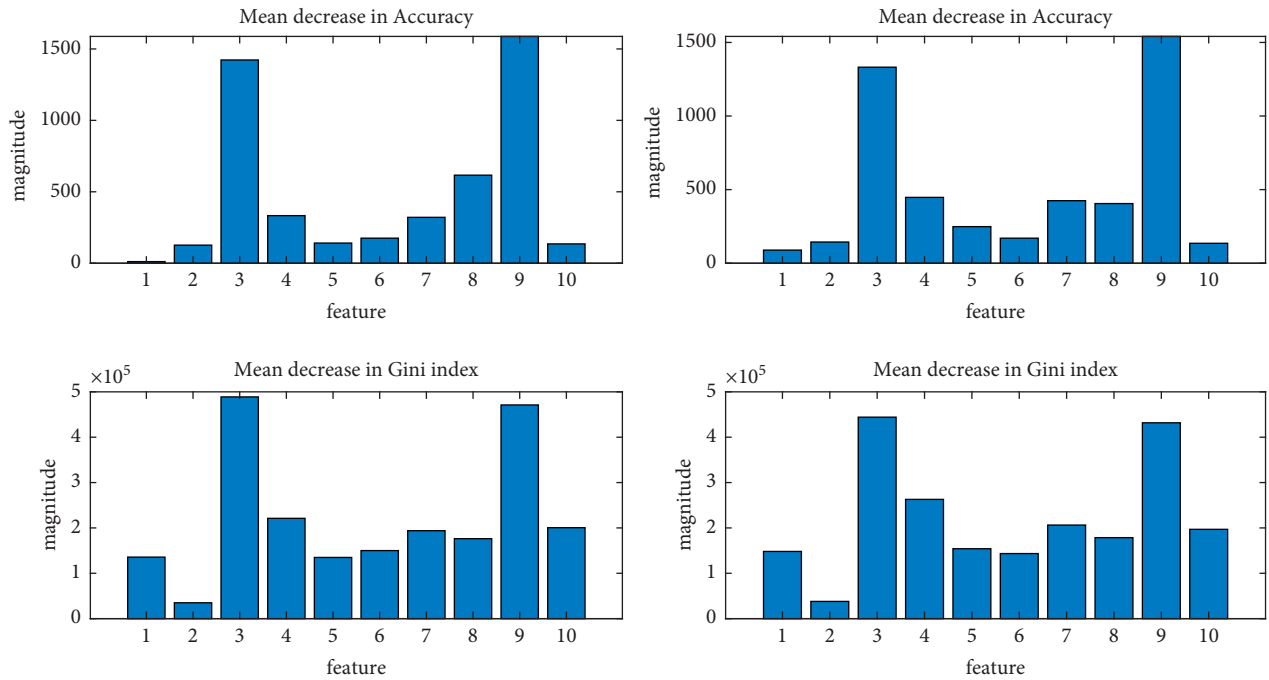 Mean decrease in Accuracy
1500
1000
500
0
magnitude
1 2 3 4 5 6 7 8 9 10
feature
Mean decrease in Accuracy
1500
1000
500
0
magnitude
1 2 3 4 5 6 7 8 9 10
feature
Mean decrease in Gini index
×10⁵
5
4
3
2
1
0
magnitude
1 2 3 4 5 6 7 8 9 10
feature
Mean decrease in Gini index
×10⁵
5
4
3
2
1
0
magnitude
1 2 3 4 5 6 7 8 9 10
feature